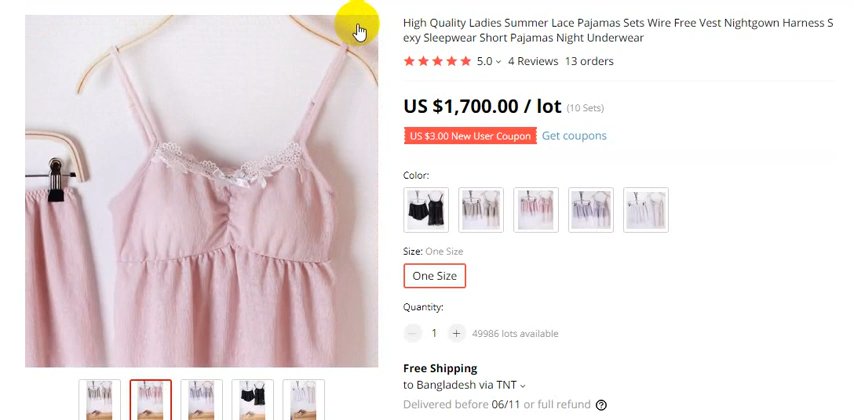 High Quality Ladies Summer Lace Pajamas Sets Wire Free Vest Nightgown Harness S
exy Sleepwear Short Pajamas Night Underwear
5.0 4 Reviews 13 orders
US $1,700.00 / lot (10 Sets)
US $3.00 New User Coupon Get coupons
Color:
Size: One Size
One Size
Quantity:
− 1 + 49986 lots available
Free Shipping
to Bangladesh via TNT
Delivered before 06/11 or full refund ?